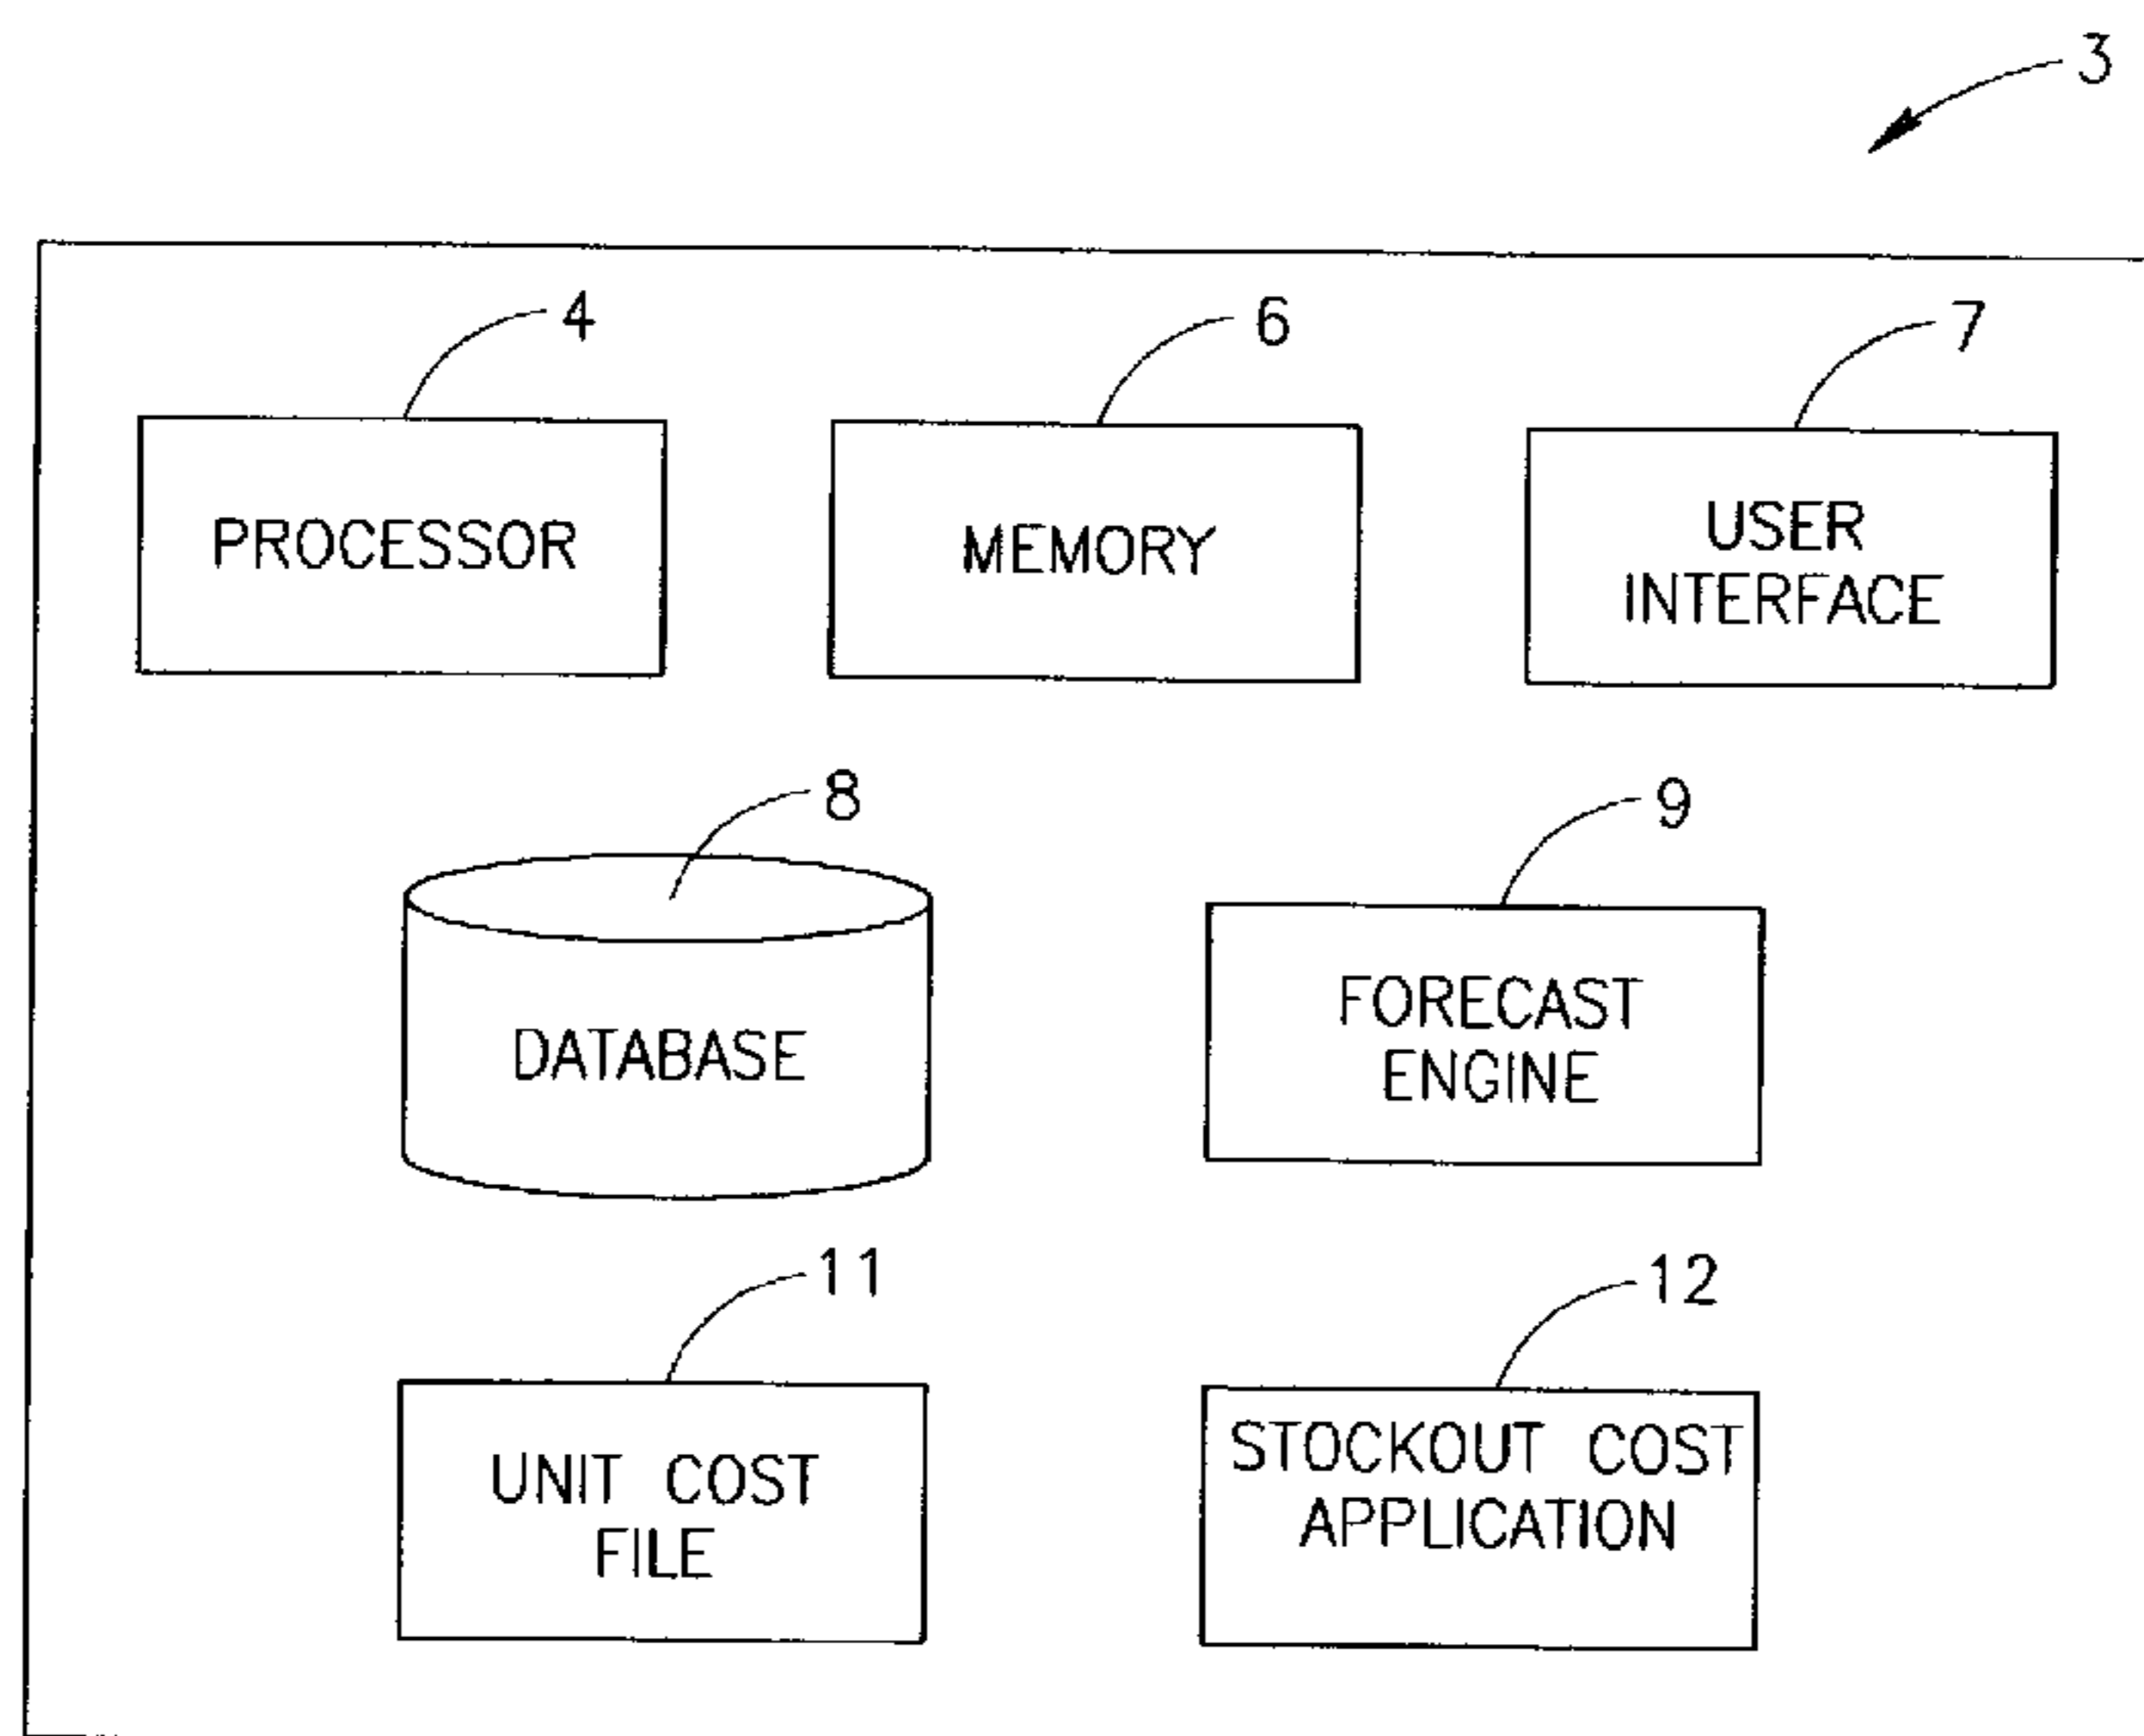 3
4
6
7
PROCESSOR
MEMORY
USER
INTERFACE
8
9
DATABASE
FORECAST
ENGINE
11
12
UNIT COST
FILE
STOCKOUT COST
APPLICATION